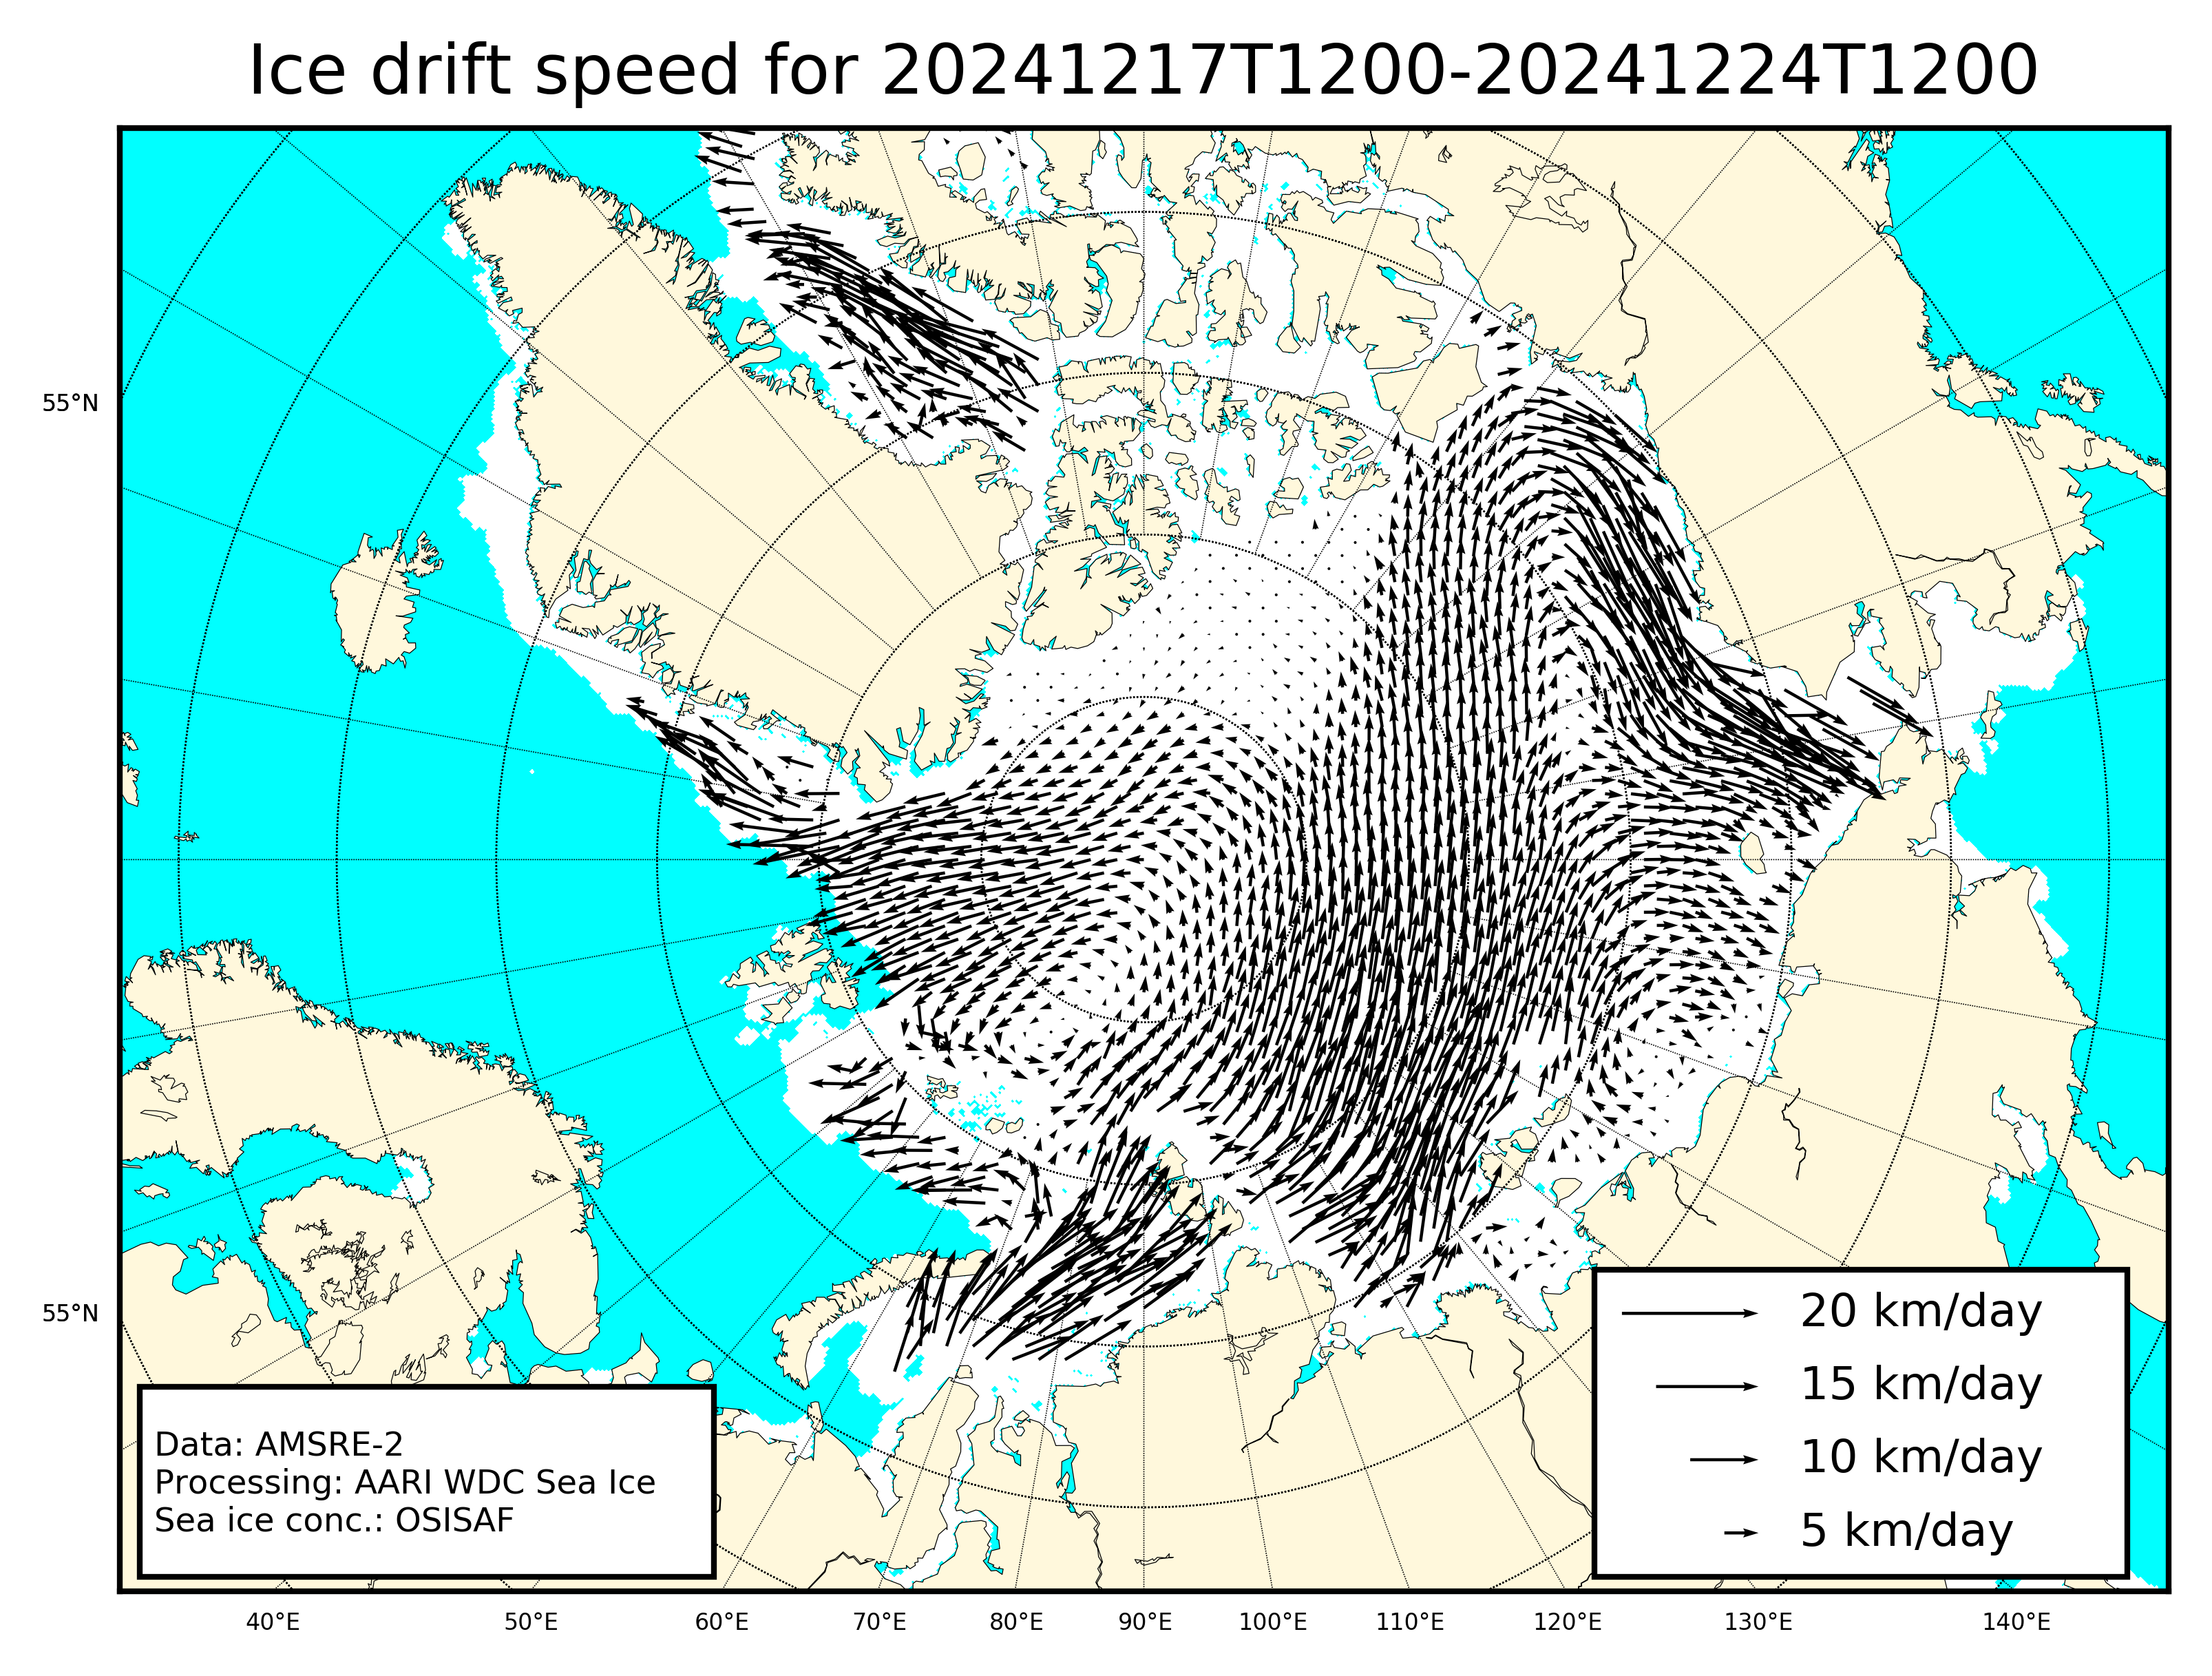 Ice drift speed for 20241217T1200-20241224T1200
55°N
55°N
20 km/day
15 km/day
10 km/day
5 km/day
Data: AMSRE-2
Processing: AARI WDC Sea Ice
Sea ice conc.: OSISAF
40°E 50°E 60°E 70°E 80°E 90°E 100°E 110°E 120°E 130°E 140°E